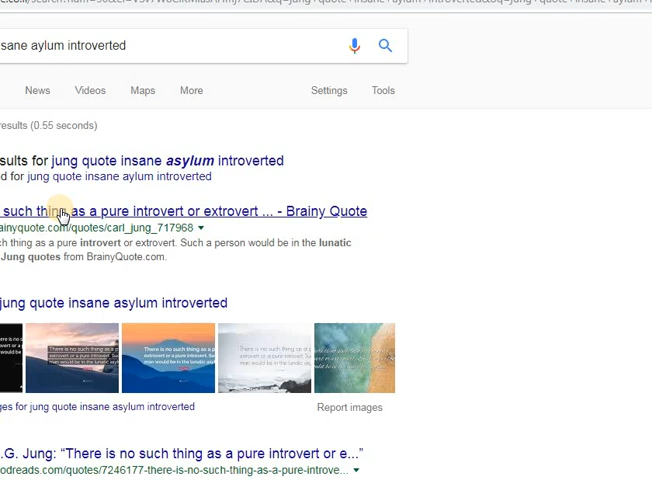 sane aylum introverted
News Videos Maps More Settings Tools
results (0.55 seconds)
sults for jung quote insane asylum introverted
d for jung quote insane aylum introverted
such thing as a pure introvert or extrovert ... - Brainy Quote
ainyquote.com/quotes/carl_jung_717968
ch thing as a pure introvert or extrovert. Such a person would be in the lunatic
Jung quotes from BrainyQuote.com.
jung quote insane asylum introverted
ges for jung quote insane asylum introverted Report images
.G. Jung: “There is no such thing as a pure introvert or e...”
odreads.com/quotes/7246177-there-is-no-such-thing-as-a-pure-introve...